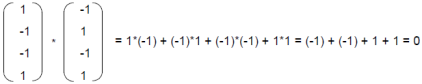 1 -1
-1 1
* = 1*(-1) + (-1)*1 + (-1)*(-1) + 1*1 = (-1) + (-1) + 1 + 1 = 0
-1 -1
1 1